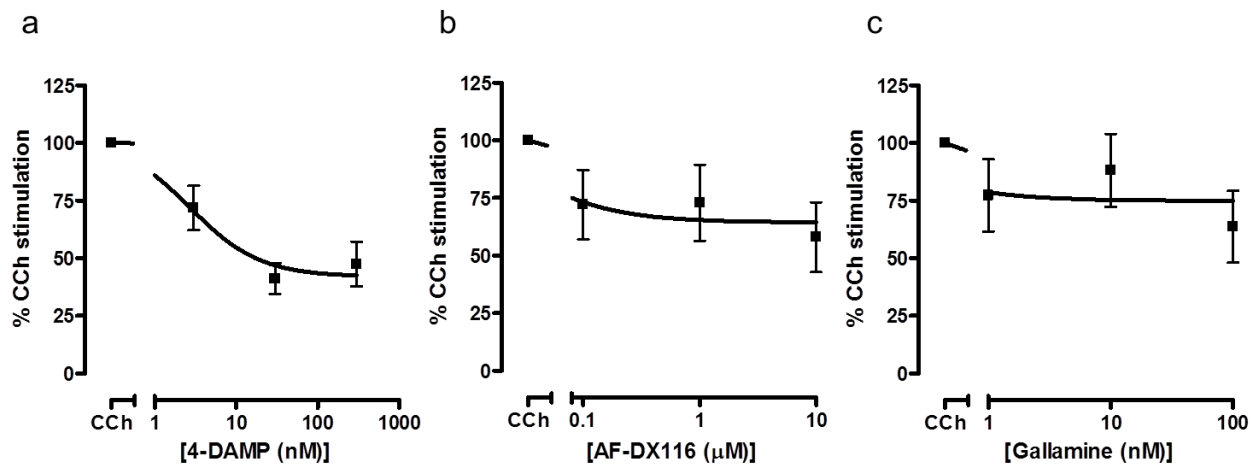 a
125
100
75
50
25
0
% CCh stimulation
CCh 1 10 100 1000
[4-DAMP (nM)]
b
125
100
75
50
25
0
% CCh stimulation
CCh 0.1 1 10
[AF-DX116 (μM)]
c
125
100
75
50
25
0
% CCh stimulation
CCh 1 10 100
[Gallamine (nM)]